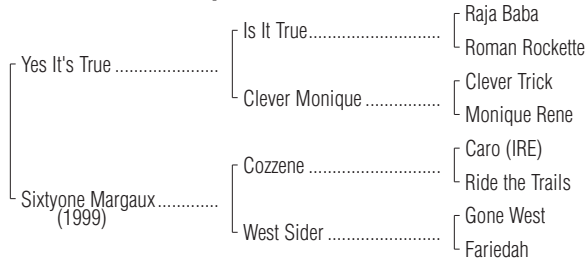 Raja Baba
Is It True
Roman Rockette
Yes It's True
Clever Trick
Clever Monique
Monique Rene
Caro (IRE)
Cozzene
Ride the Trails
Sixtyone Margaux
(1999)
Gone West
West Sider
Fariedah